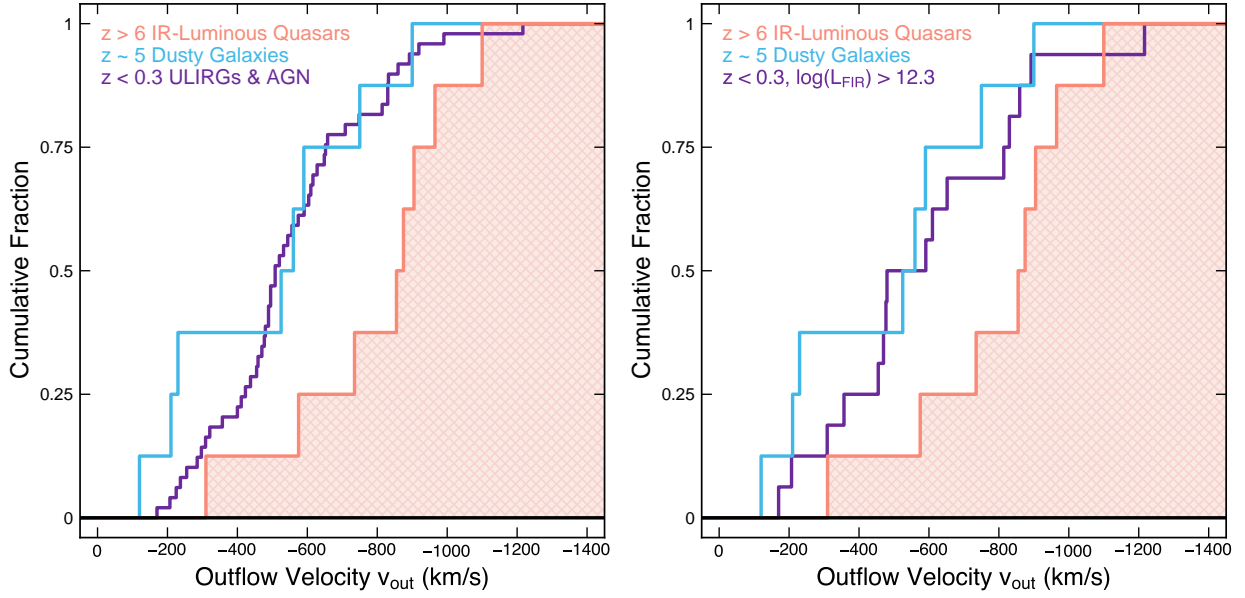 z > 6 IR-Luminous Quasars
z ~ 5 Dusty Galaxies
z < 0.3 ULIRGs & AGN
1
0.75
0.5
0.25
0
Cumulative Fraction
0 −200 −400 −600 −800 −1000 −1200 −1400
Outflow Velocity v_out (km/s)
z > 6 IR-Luminous Quasars
z ~ 5 Dusty Galaxies
z < 0.3, log(L_FIR) > 12.3
1
0.75
0.5
0.25
0
Cumulative Fraction
0 −200 −400 −600 −800 −1000 −1200 −1400
Outflow Velocity v_out (km/s)